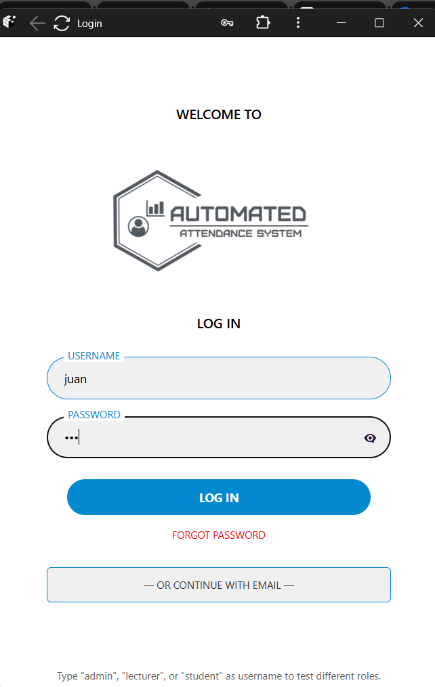 Login
WELCOME TO
AUTOMATED
ATTENDANCE SYSTEM
LOG IN
USERNAME
juan
PASSWORD
•••
LOG IN
FORGOT PASSWORD
— OR CONTINUE WITH EMAIL —
Type "admin", "lecturer", or "student" as username to test different roles.